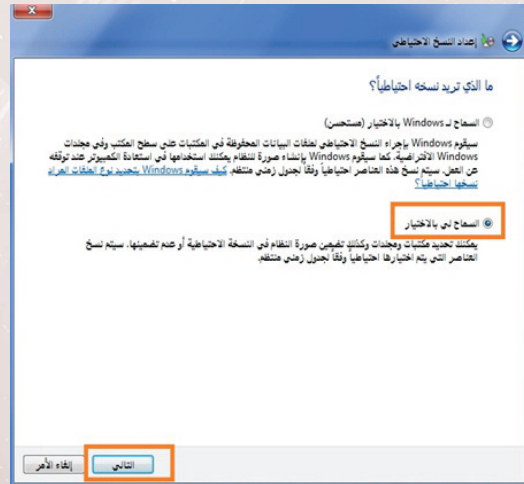 إعداد النسخ الاحتياطي
ما الذي تريد نسخه احتياطياً؟
السماح لـ Windows بالاختيار (مستحسن)
سيقوم Windows بإجراء النسخ الاحتياطي لملفات البيانات المحفوظة في المكتبات على سطح المكتب وفي مجلدات
Windows الافتراضية. كما سيقوم Windows بإنشاء صورة للنظام يمكنك استخدامها في استعادة الكمبيوتر عند توقفه
عن العمل. سيتم نسخ هذه العناصر احتياطياً وفقاً لجدول زمني منتظم. كيف سيقوم Windows بتحديد نوع الملفات المراد
نسخها احتياطياً؟
السماح لي بالاختيار
يمكنك تحديد مكتبات ومجلدات وكذلك تضمين صورة النظام في النسخة الاحتياطية أو عدم تضمينها. سيتم نسخ
العناصر التي يتم اختيارها احتياطياً وفقاً لجدول زمني منتظم.
التالي
إلغاء الأمر